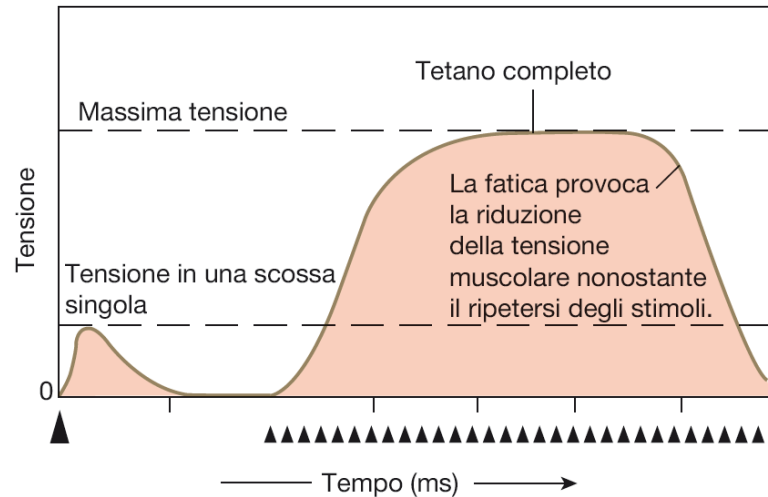 Tetano completo
Massima tensione
La fatica provoca
la riduzione
della tensione
muscolare nonostante
il ripetersi degli stimoli.
Tensione in una scossa
singola
Tensione
0
Tempo (ms)